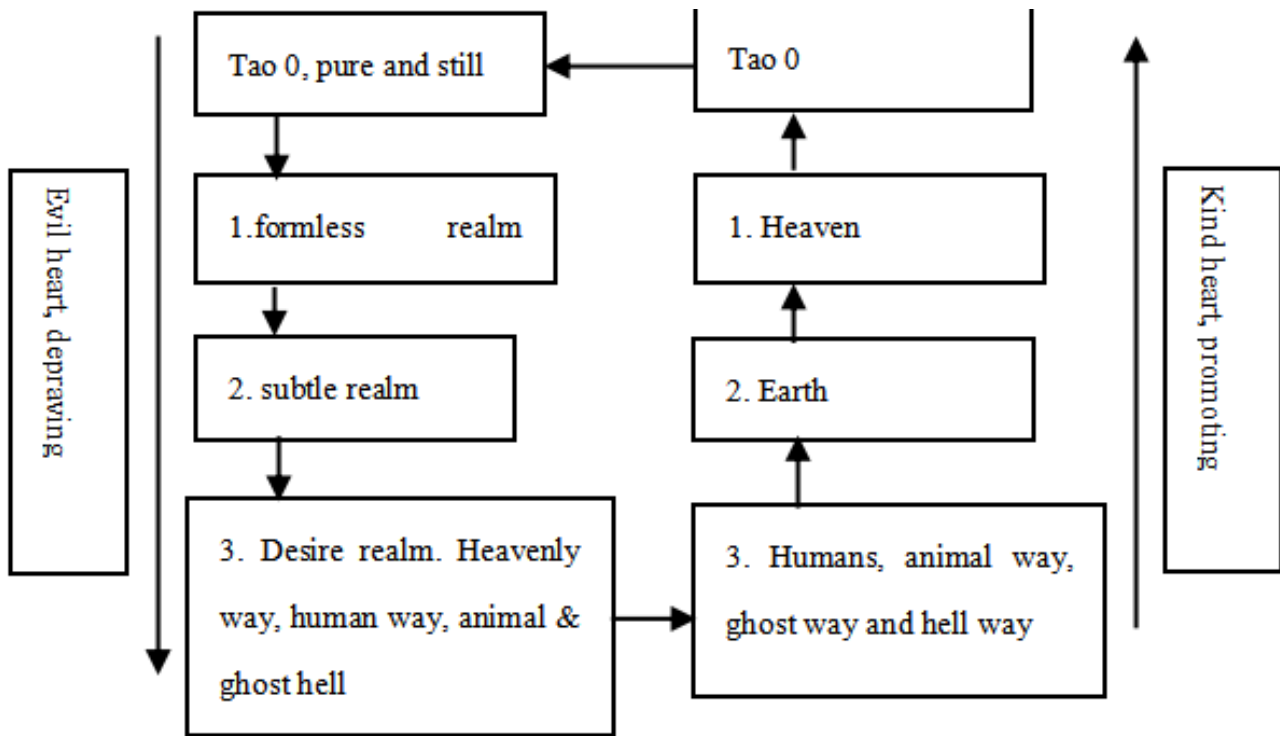 Tao 0, pure and still
Tao 0
Evil heart, depraving
1.formless realm
1. Heaven
Kind heart, promoting
2. subtle realm
2. Earth
3. Desire realm. Heavenly
way, human way, animal &
ghost hell
3. Humans, animal way,
ghost way and hell way